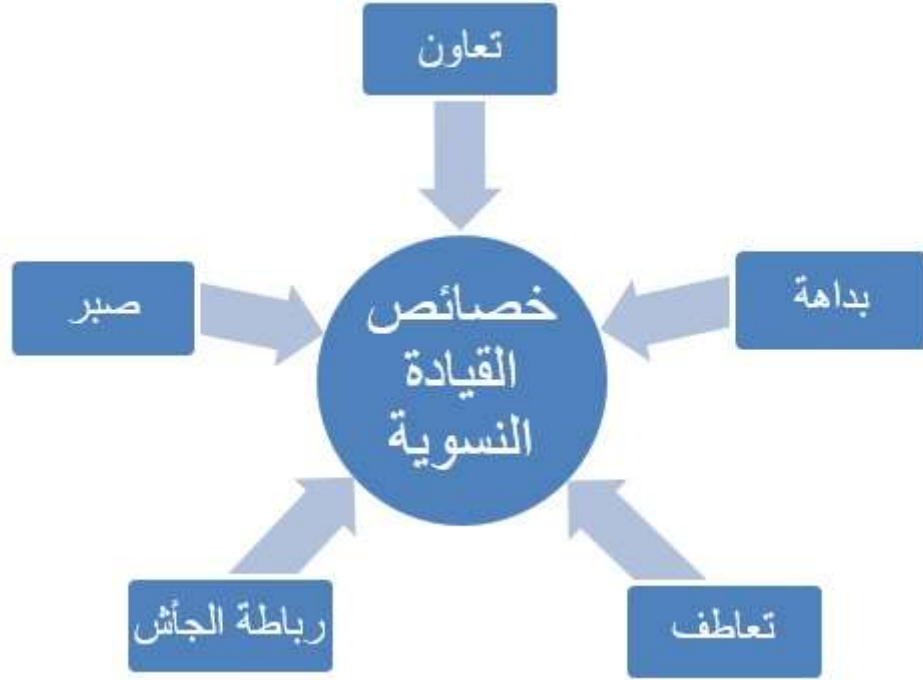 تعاون
بداهة
صبر
خصائص
القيادة
النسوية
تعاطف
رباطة الجأش